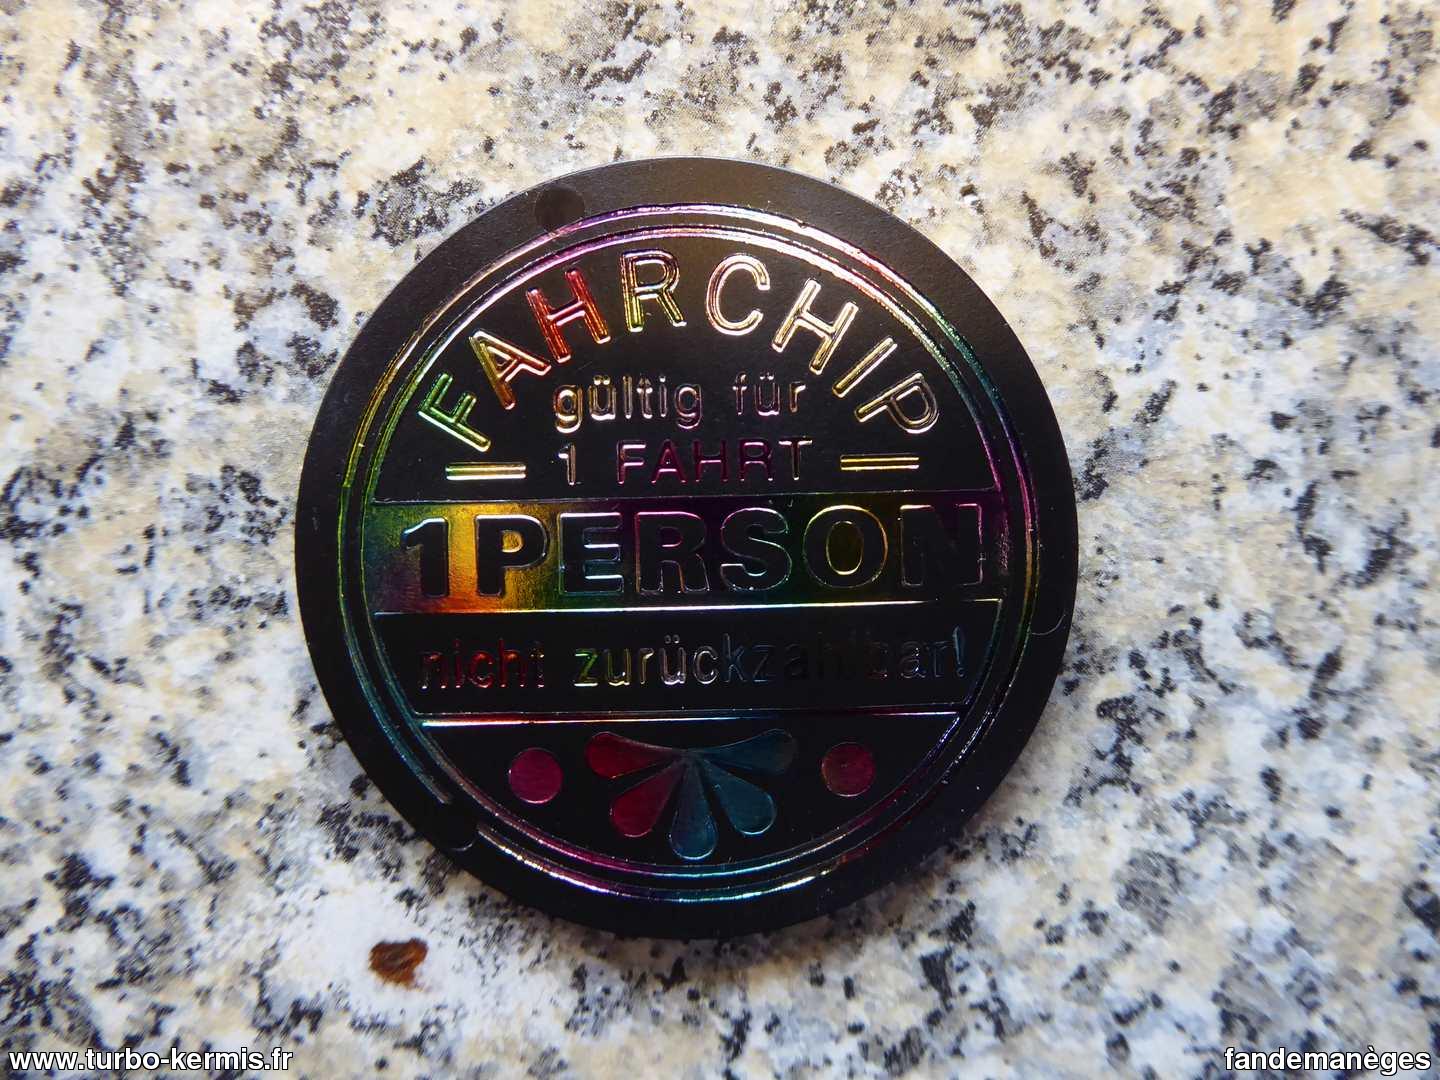 FAHRCHIP
gültig für
1 FAHRT
1PERSON
nicht zurückzahlbar!
www.turbo-kermis.fr
fandemanèges